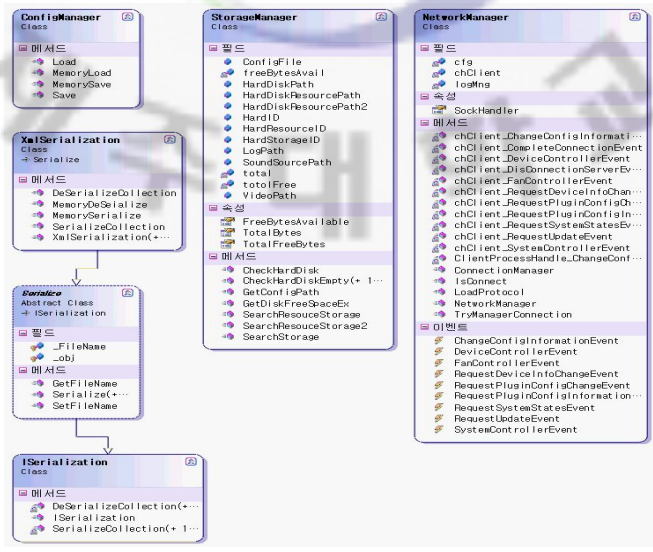 ConfigManager
Class
메서드
Load
MemoryLoad
MemorySave
Save
XmlSerialization
Class
Serialize
메서드
DeSerializeCollection
MemoryDeSeialize
MemorySerialize
SerializeCollection
XmlSerialization(+…
Serialize
Abstract Class
ISerialization
필드
_FileName
_obj
메서드
GetFileName
Serialize(+…
SetFileName
ISerialization
Class
메서드
DeSerializeCollection(+…
ISerialization
SerializeCollection(+ 1…
StorageManager
Class
필드
ConfigFile
freeBytesAvail
HardDiskPath
HardDiskResourcePath
HardDiskResourcePath2
HardID
HardResourceID
HardStorageID
LogPath
SoundSourcePath
total
totolFree
VideoPath
속성
FreeBytesAvailable
TotalBytes
TotalFreeBytes
메서드
CheckHardDisk
CheckHardDiskEmpty(+ 1…
GetConfigPath
GetDiskFreeSpaceEx
SearchResouceStorage
SearchResouceStorage2
SearchStorage
NetworkManager
Class
필드
cfg
chClient
logMng
속성
SockHandler
메서드
chClient_ChangeConfigInformati…
chClient_CompleteConnectionEvent
chClient_DeviceControllerEvent
chClient_DisConnectionServerEv…
chClient_FanControllerEvent
chClient_RequestDeviceInfoChan…
chClient_RequestPluginConfigCh…
chClient_RequestPluginConfigIn…
chClient_RequestSystemStatesEv…
chClient_RequestUpdateEvent
chClient_SystemControllerEvent
ClientProcessHandle_ChangeConf…
ConnectionManager
IsConnect
LoadProtocol
NetworkManager
TryManagerConnection
이벤트
ChangeConfigInformationEvent
DeviceControllerEvent
FanControllerEvent
RequestDeviceInfoChangeEvent
RequestPluginConfigChangeEvent
RequestPluginConfigInformation…
RequestSystemStatesEvent
RequestUpdateEvent
SystemControllerEvent